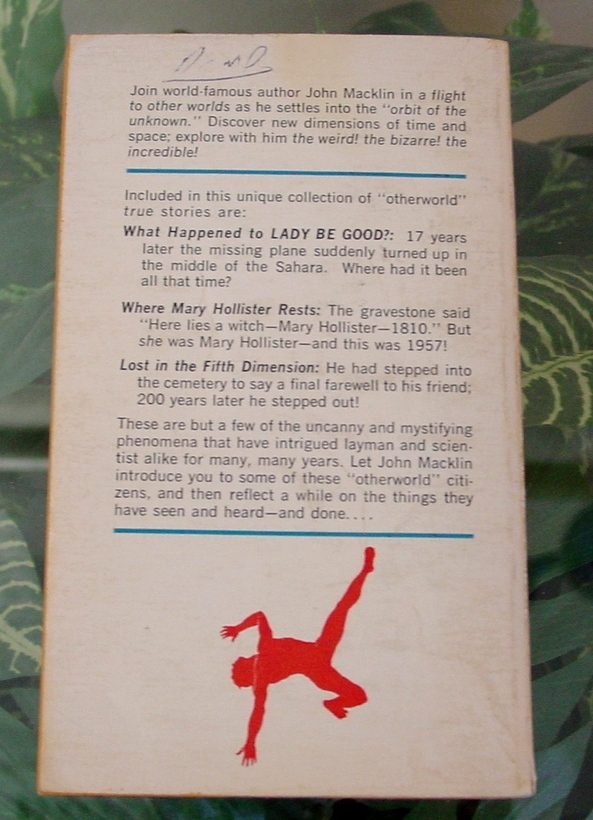 Join world-famous author John Macklin in a flight
to other worlds as he settles into the "orbit of the
unknown." Discover new dimensions of time and
space; explore with him the weird! the bizarre! the
incredible!
Included in this unique collection of "otherworld"
true stories are:
What Happened to LADY BE GOOD?: 17 years
later the missing plane suddenly turned up in
the middle of the Sahara. Where had it been
all that time?
Where Mary Hollister Rests: The gravestone said
"Here lies a witch—Mary Hollister—1810." But
she was Mary Hollister—and this was 1957!
Lost in the Fifth Dimension: He had stepped into
the cemetery to say a final farewell to his friend;
200 years later he stepped out!
These are but a few of the uncanny and mystifying
phenomena that have intrigued layman and scien-
tist alike for many, many years. Let John Macklin
introduce you to some of these "otherworld" citi-
zens, and then reflect a while on the things they
have seen and heard—and done....